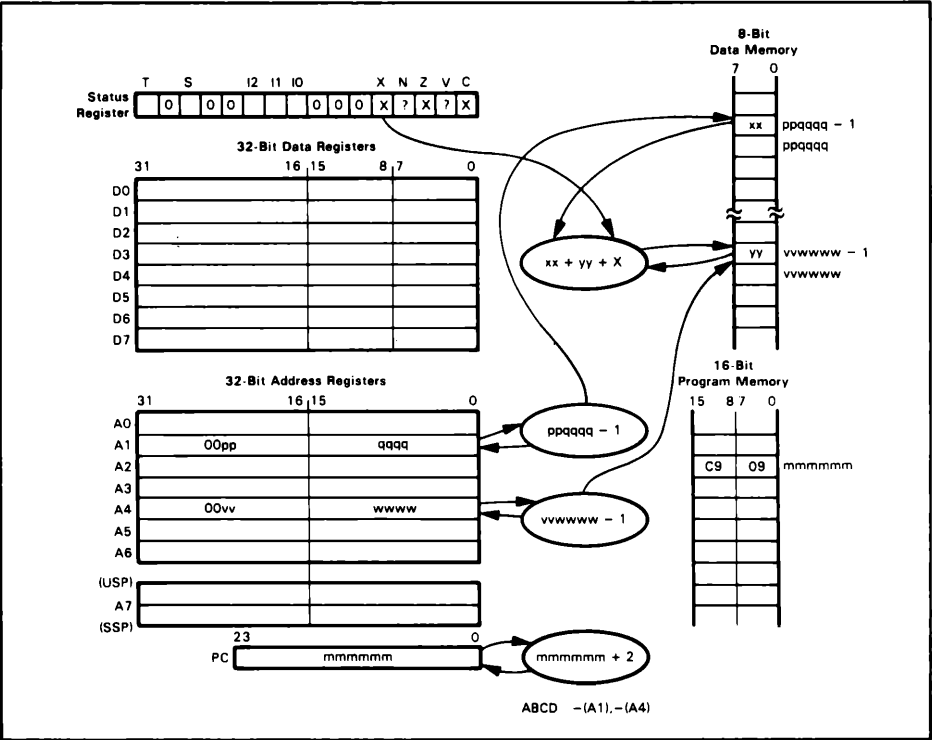 8-Bit
Data Memory
7 0
T S I2 I1 I0 X N Z V C
Status
Register
0 0 0 0 0 0 X ? X ? X
xx ppqqqq − 1
ppqqqq
32-Bit Data Registers
31 16 15 8 7 0
D0
D1
D2
D3
D4
D5
D6
D7
xx + yy + X
yy vvwwww − 1
vvwwww
32-Bit Address Registers
31 16 15 0
A0
A1 00pp qqqq
A2
A3
A4 00vv wwww
A5
A6
(USP)
A7
(SSP)
ppqqqq − 1
vvwwww − 1
16-Bit
Program Memory
15 8 7 0
C9 09 mmmmmm
23 0
PC mmmmmm
mmmmmm + 2
ABCD −(A1),−(A4)